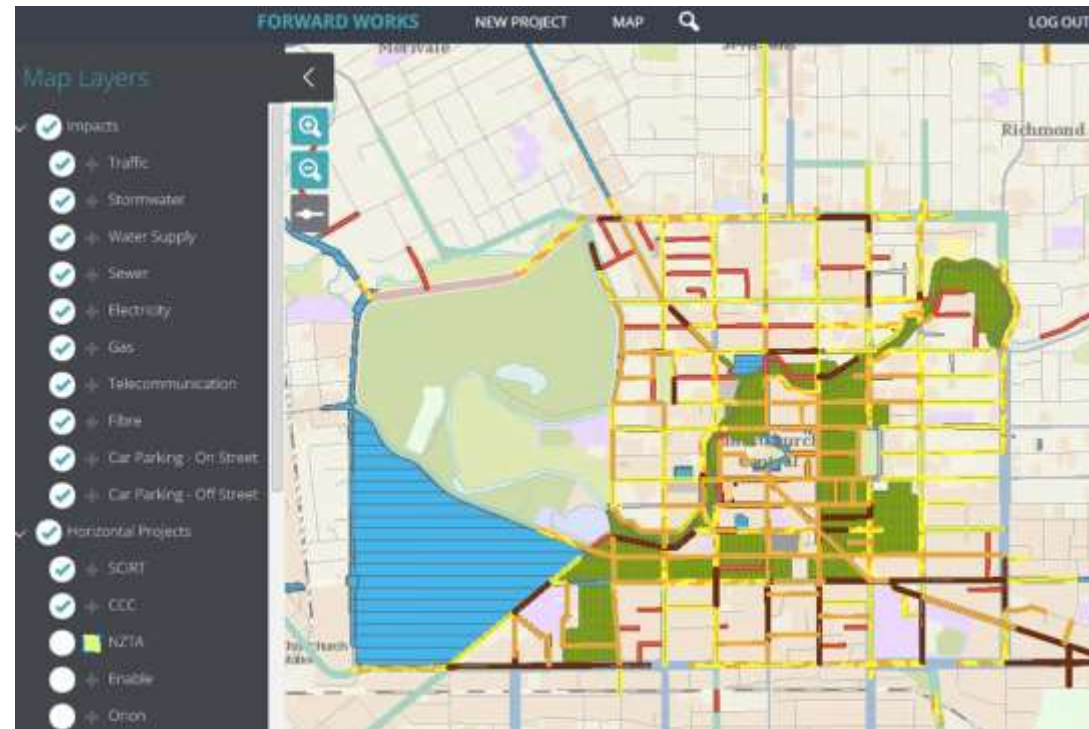 FORWARD WORKS NEW PROJECT MAP LOG OUT
Map Layers
Impacts
Traffic
Stormwater
Water Supply
Sewer
Electricity
Gas
Telecommunication
Fibre
Car Parking - On Street
Car Parking - Off Street
Horizontal Projects
SCIRT
CCC
NZTA
Enable
Orion
Merivale
Richmond
Central